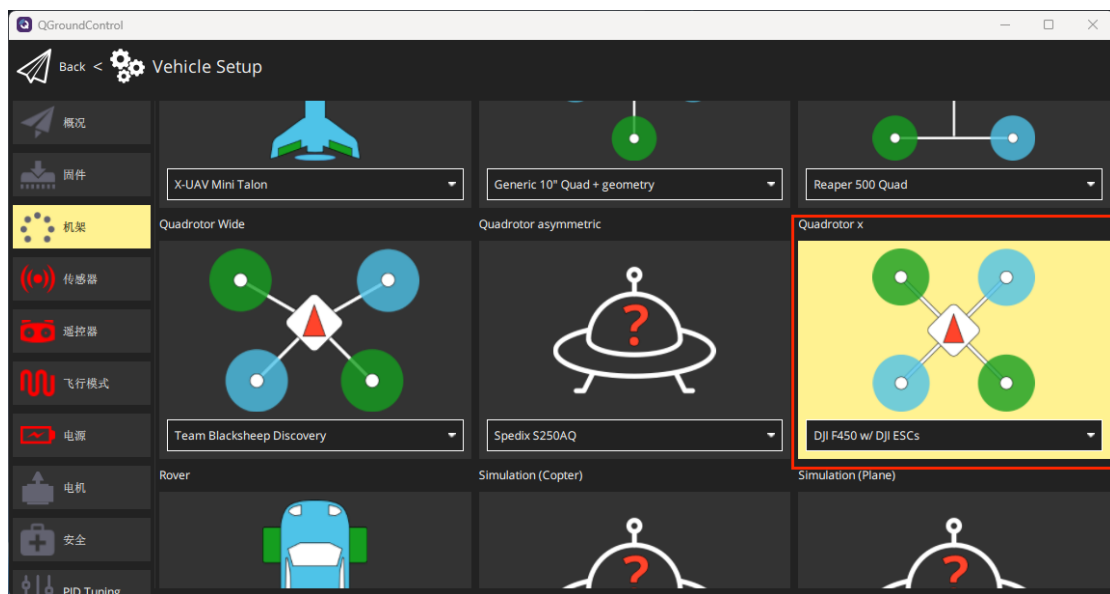 QGroundControl
Back < Vehicle Setup
概况
固件
机架
传感器
遥控器
飞行模式
电源
电机
安全
PID Tuning
X-UAV Mini Talon
Generic 10" Quad + geometry
Reaper 500 Quad
Quadrotor Wide
Quadrotor asymmetric
Quadrotor x
?
Team Blacksheep Discovery
Spedix S250AQ
DJI F450 w/ DJI ESCs
Rover
Simulation (Copter)
Simulation (Plane)
?
?